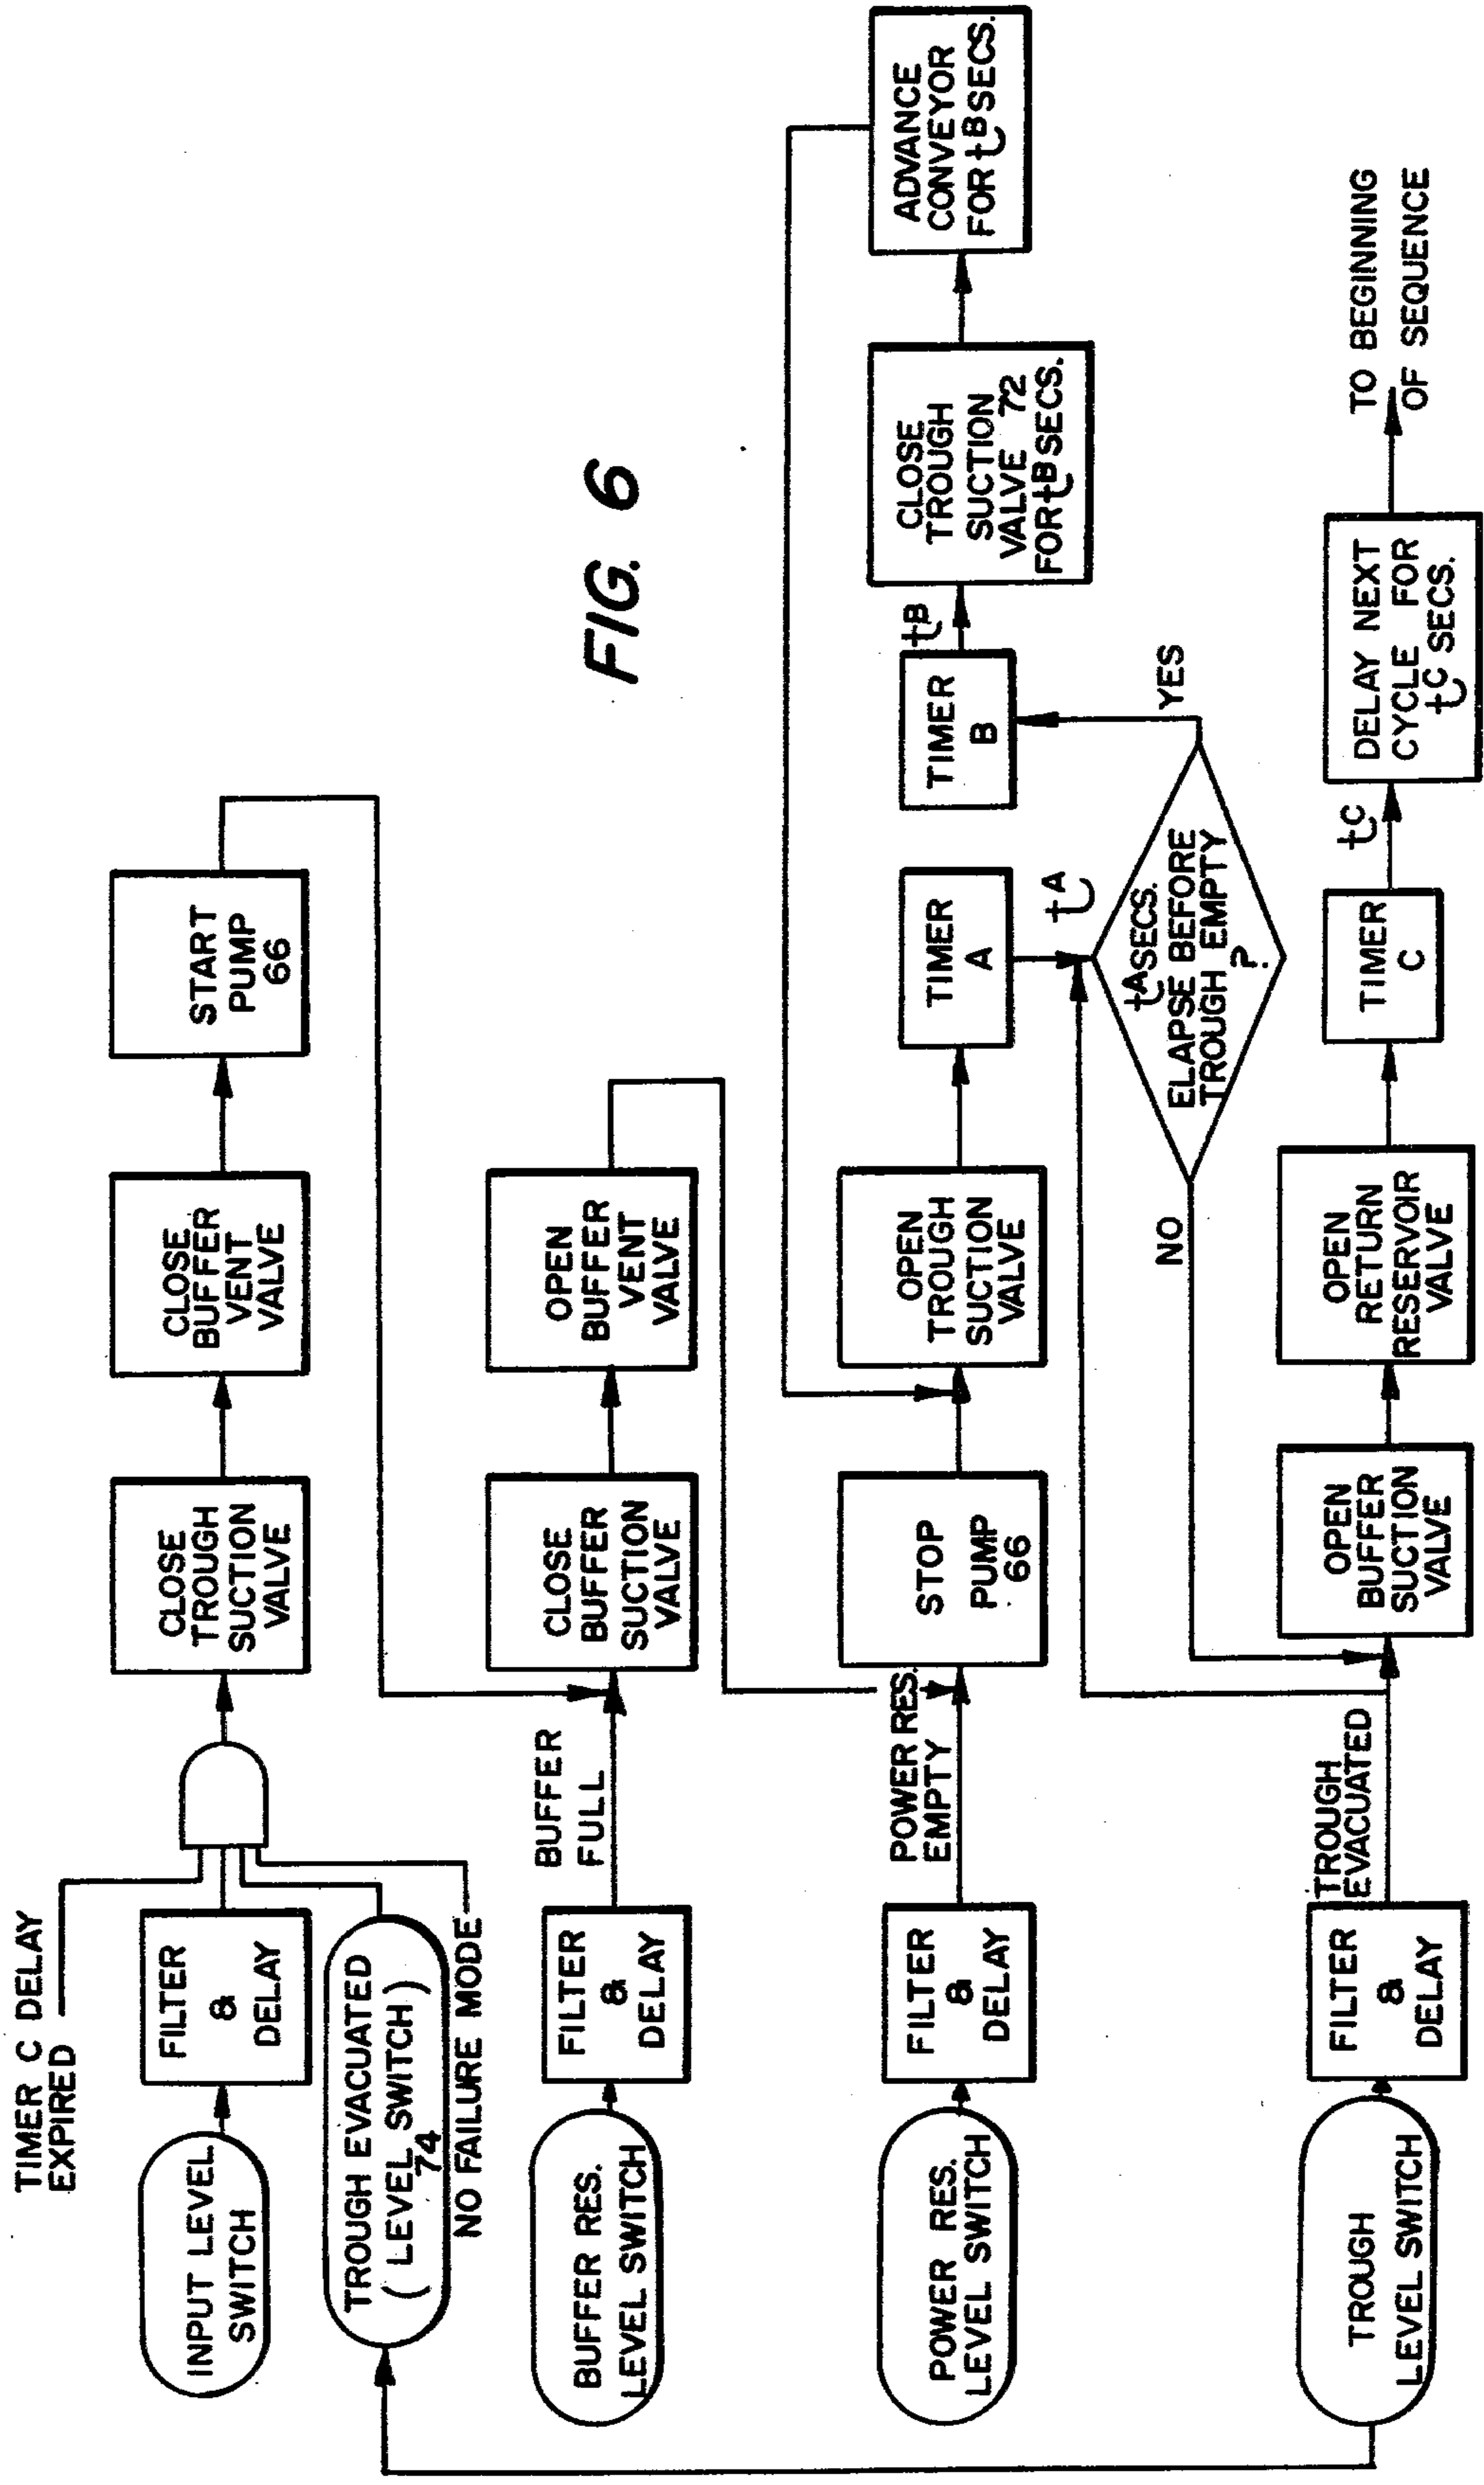 TIMER C DELAY
EXPIRED
INPUT LEVEL
SWITCH
FILTER
&
DELAY
TROUGH EVACUATED
( LEVEL SWITCH )
74
NO FAILURE MODE
CLOSE
TROUGH
SUCTION
VALVE
CLOSE
BUFFER
VENT
VALVE
START
PUMP
66
BUFFER RES.
LEVEL SWITCH
FILTER
&
DELAY
BUFFER
FULL
CLOSE
BUFFER
SUCTION
VALVE
OPEN
BUFFER
VENT
VALVE
FIG. 6
POWER RES.
LEVEL SWITCH
FILTER
&
DELAY
POWER RES.
EMPTY
STOP
PUMP
66
OPEN
TROUGH
SUCTION
VALVE
TIMER
A
tA
tA SECS.
ELAPSE BEFORE
TROUGH EMPTY
?
NO
YES
TIMER
B
tB
CLOSE
TROUGH
SUCTION
VALVE 72
FOR tB SECS.
ADVANCE
CONVEYOR
FOR tB SECS.
TROUGH
LEVEL SWITCH
FILTER
&
DELAY
TROUGH
EVACUATED
OPEN
BUFFER
SUCTION
VALVE
OPEN
RETURN
RESERVOIR
VALVE
TIMER
C
tC
DELAY NEXT
CYCLE FOR
tC SECS.
TO BEGINNING
OF SEQUENCE